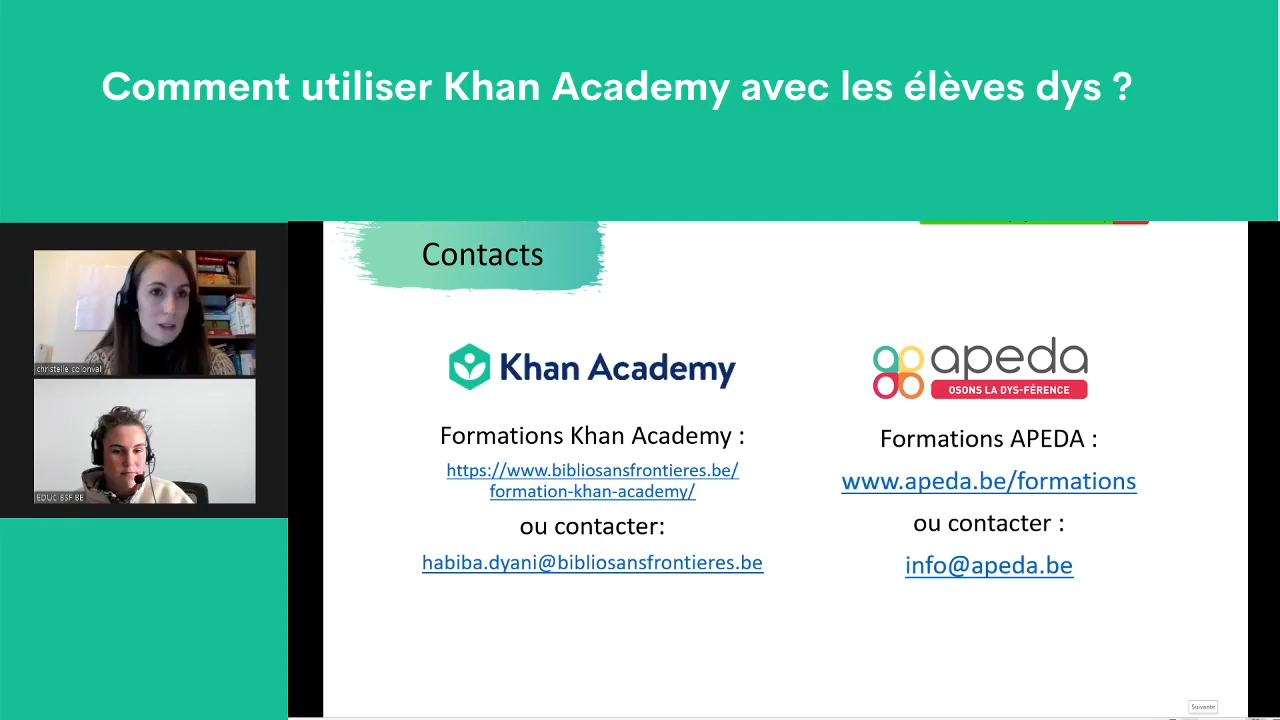 Comment utiliser Khan Academy avec les élèves dys ?
christelle colonval
EDUC BSF BE
Contacts
Khan Academy
Formations Khan Academy :
https://www.bibliosansfrontieres.be/
formation-khan-academy/
ou contacter:
habiba.dyani@bibliosansfrontieres.be
apeda
OSONS LA DYS-FÉRENCE
Formations APEDA :
www.apeda.be/formations
ou contacter :
info@apeda.be
Suivante